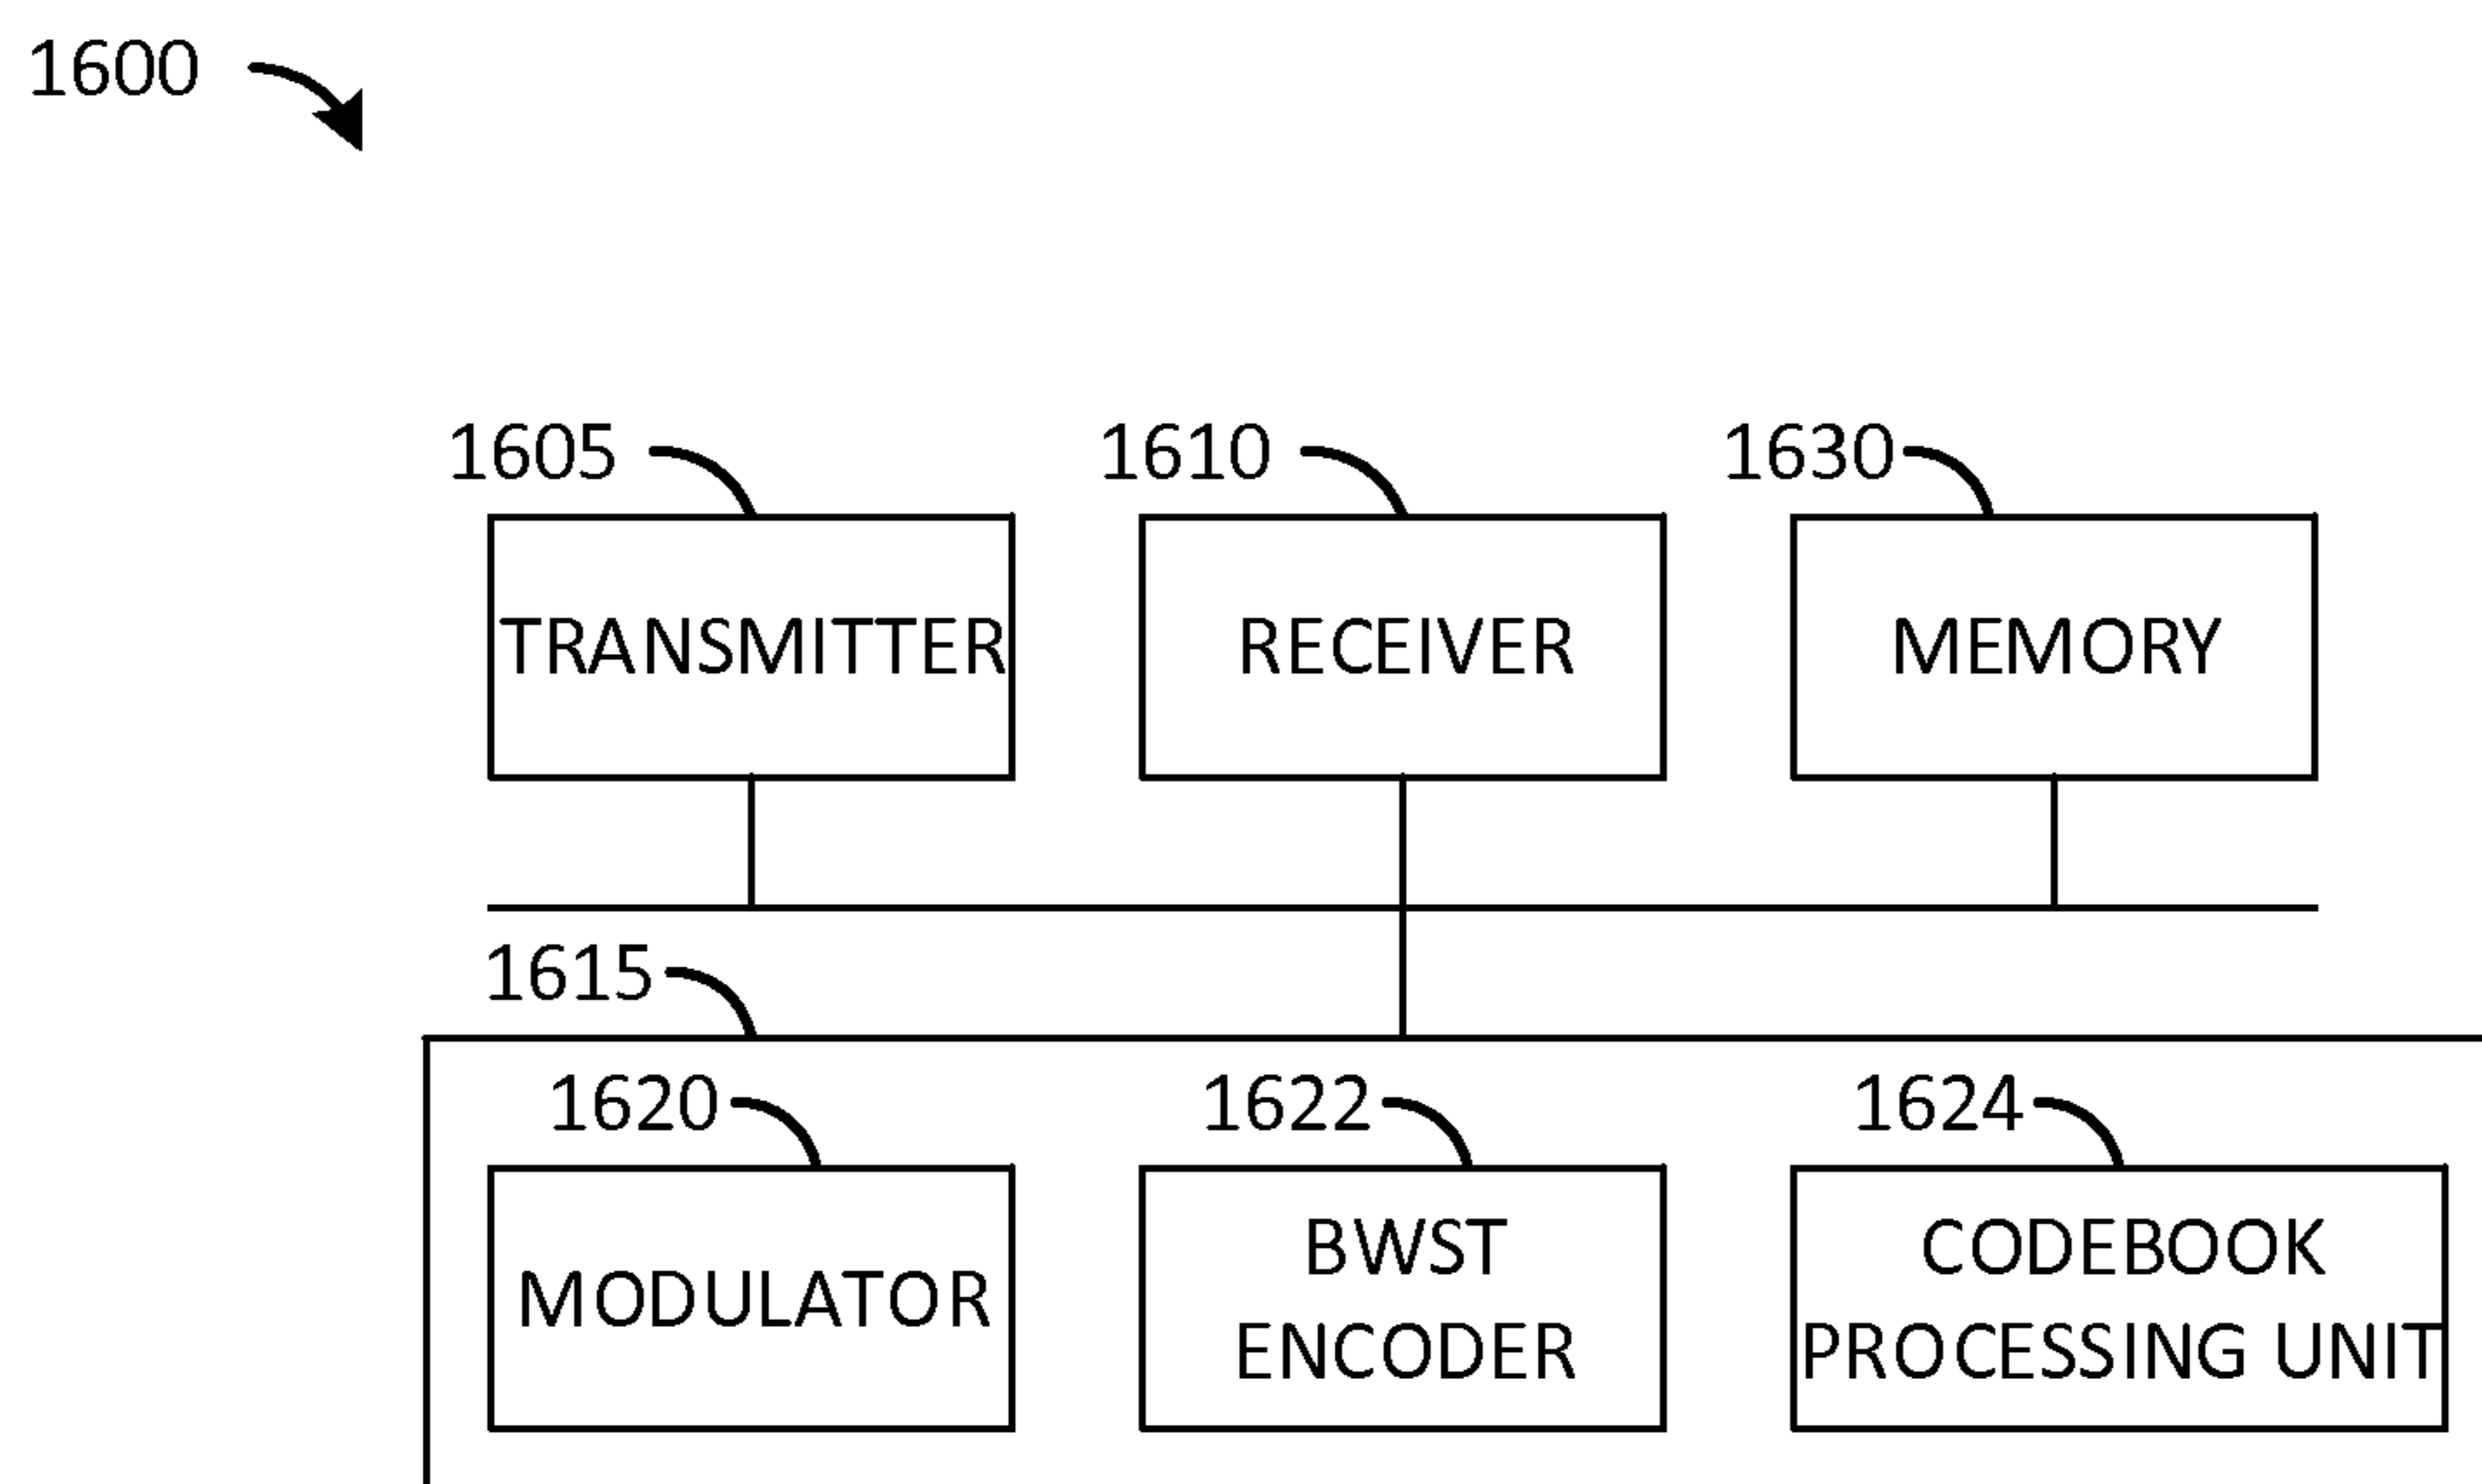 1600
1605
1610
1630
TRANSMITTER
RECEIVER
MEMORY
1615
1620
1622
1624
MODULATOR
BWST
ENCODER
CODEBOOK
PROCESSING UNIT